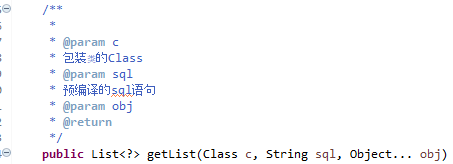 /**
*
* @param c
* 包装类的Class
* @param sql
* 预编译的sql语句
* @param obj
* @return
*/
public List<?> getList(Class c, String sql, Object... obj)